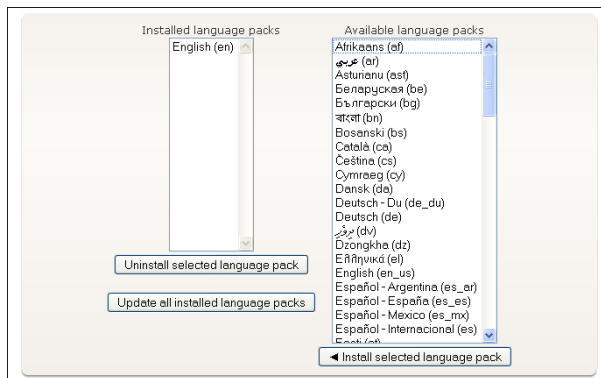 Installed language packs
English (en)
Uninstall selected language pack
Update all installed language packs
Available language packs
Afrikaans (af)
عربي (ar)
Asturianu (ast)
Беларуская (be)
Български (bg)
বাংলা (bn)
Bosanski (bs)
Català (ca)
Čeština (cs)
Cymraeg (cy)
Dansk (da)
Deutsch - Du (de_du)
Deutsch (de)
(dv)
Dzongkha (dz)
Ελληνικά (el)
English (en_us)
Español - Argentina (es_ar)
Español - España (es_es)
Español - Mexico (es_mx)
Español - Internacional (es)
Eesti (et)
◄ Install selected language pack